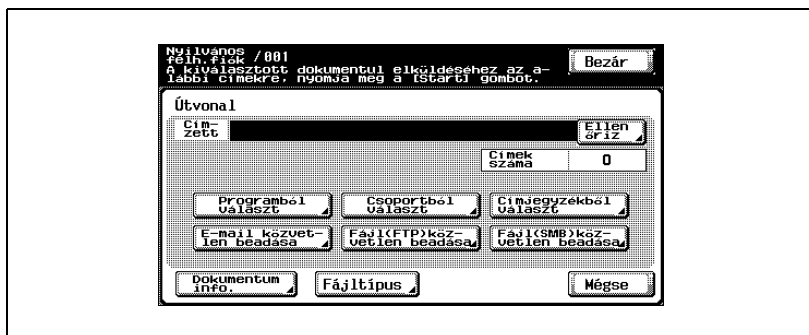 Nyilvános
felh.fiók /001
A kiválasztott dokumentul elküldéséhez az a-
lábbi címekre, nyomja meg a [Start] gombot.
Bezár
Útvonal
Cím-
zett
Ellen
őriz
Címek
száma
0
Programból
választ
Csoportból
választ
Címjegyzékből
választ
E-mail közvet-
len beadása
Fájl(FTP)köz-
vetlen beadása
Fájl(SMB)köz-
vetlen beadása
Dokumentum
info.
Fájltípus
Mégse